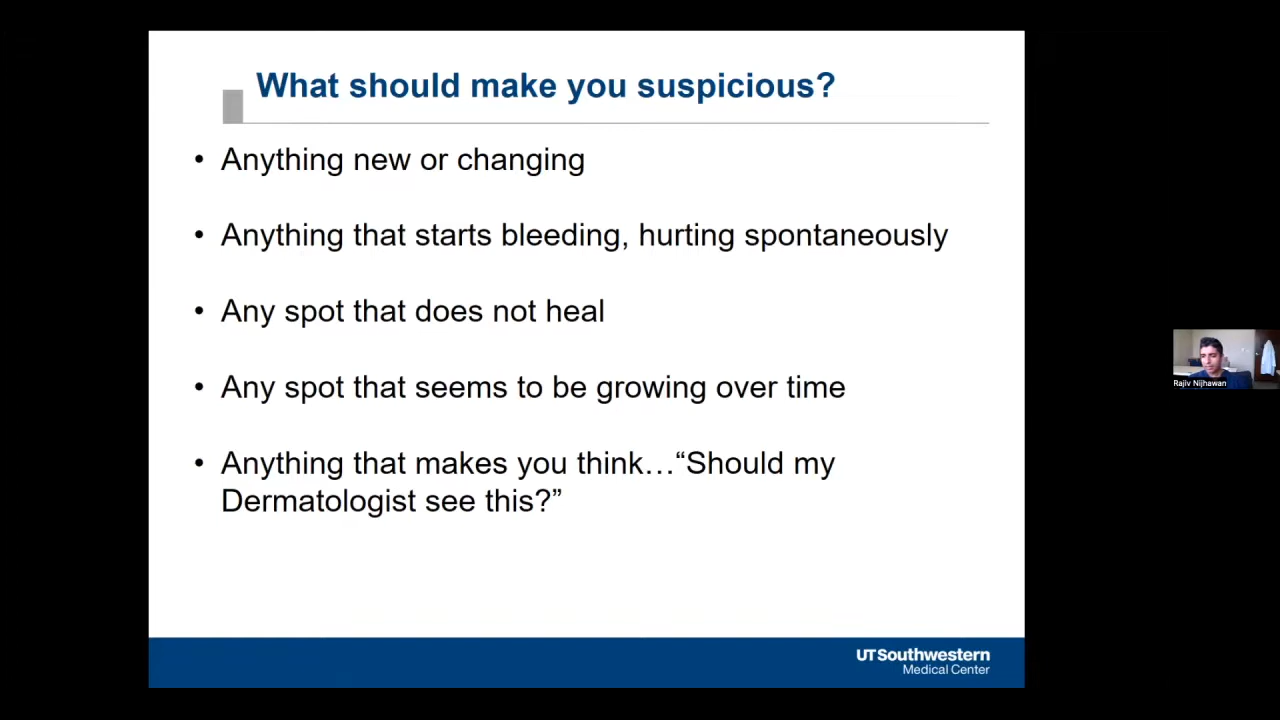 What should make you suspicious?
• Anything new or changing
• Anything that starts bleeding, hurting spontaneously
• Any spot that does not heal
• Any spot that seems to be growing over time
• Anything that makes you think…“Should my
Dermatologist see this?”
Rajiv Nijhawan
UTSouthwestern
Medical Center